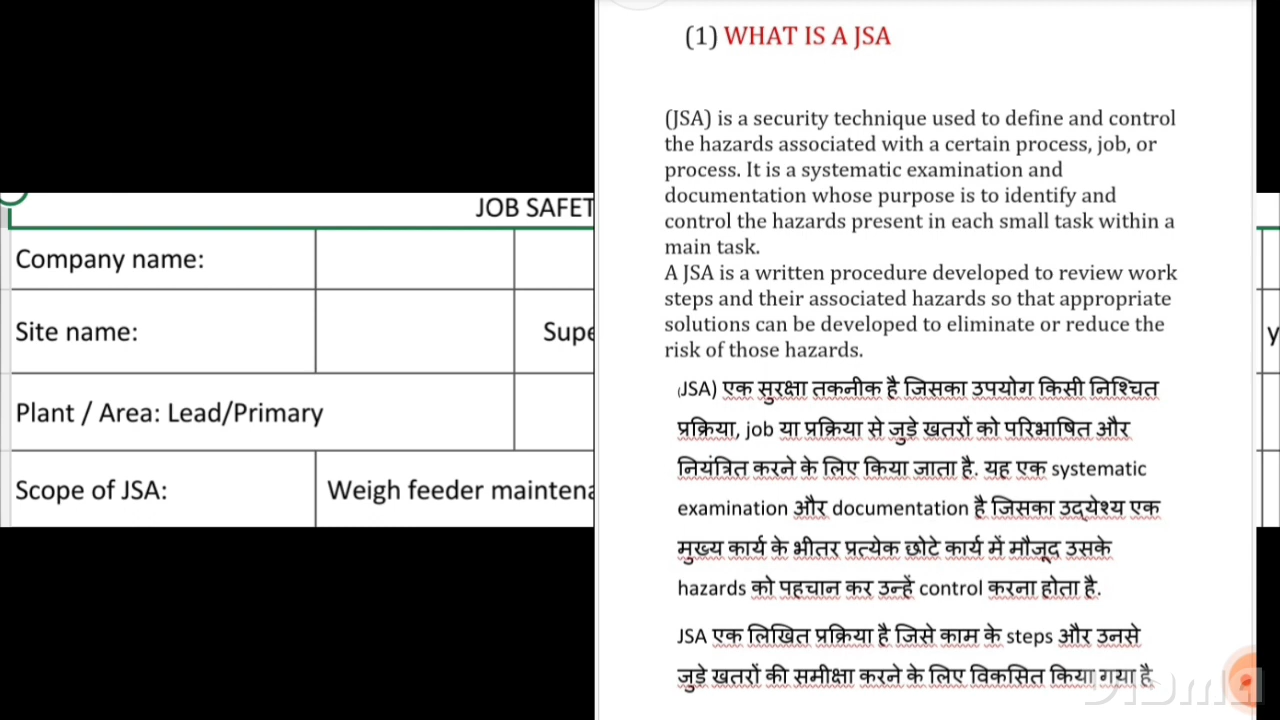 (1) WHAT IS A JSA
(JSA) is a security technique used to define and control
the hazards associated with a certain process, job, or
process. It is a systematic examination and
documentation whose purpose is to identify and
control the hazards present in each small task within a
main task.
A JSA is a written procedure developed to review work
steps and their associated hazards so that appropriate
solutions can be developed to eliminate or reduce the
risk of those hazards.
(JSA) एक सुरक्षा तकनीक है जिसका उपयोग किसी निश्चित
प्रक्रिया, job या प्रक्रिया से जुड़े खतरों को परिभाषित और
नियंत्रित करने के लिए किया जाता है. यह एक systematic
examination और documentation है जिसका उद्येश्य एक
मुख्य कार्य के भीतर प्रत्येक छोटे कार्य में मौजूद उसके
hazards को पहचान कर उन्हें control करना होता है.
JSA एक लिखित प्रक्रिया है जिसे काम के steps और उनसे
जुड़े खतरों की समीक्षा करने के लिए विकसित किया गया है
JOB SAFET
Company name:
Site name:
Supe
Plant / Area: Lead/Primary
Scope of JSA:
Weigh feeder maintena
y